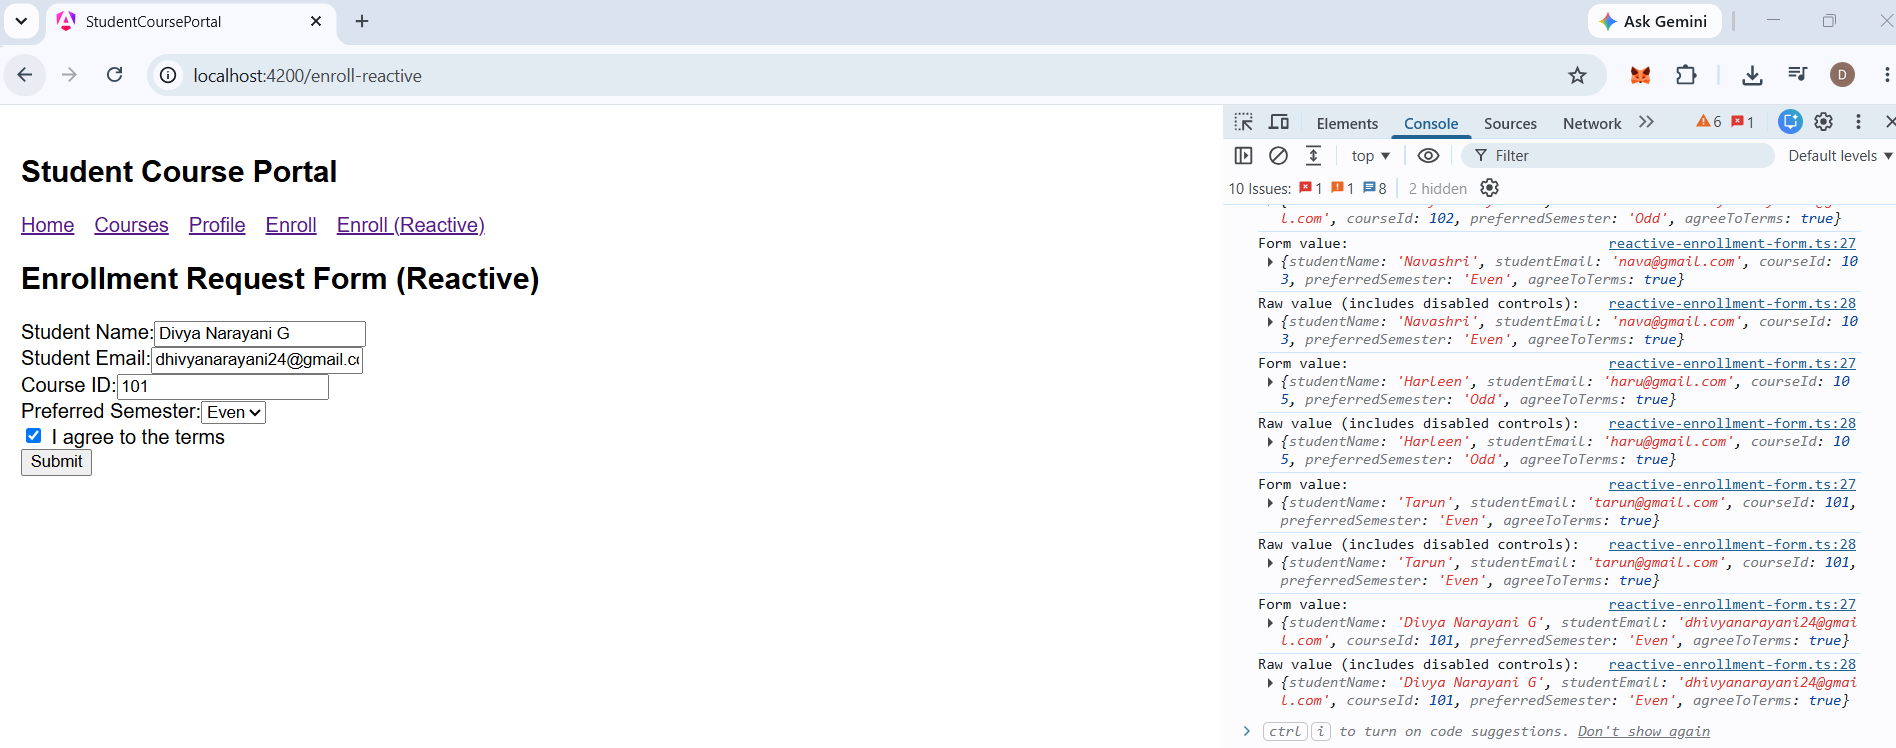 StudentCoursePortal
Ask Gemini
localhost:4200/enroll-reactive
D
Student Course Portal
Home Courses Profile Enroll Enroll (Reactive)
Enrollment Request Form (Reactive)
Student Name: Divya Narayani G
Student Email: dhivyanarayani24@gmail.co
Course ID: 101
Preferred Semester: Even
I agree to the terms
Submit
Elements Console Sources Network 6 1
top Filter Default levels
10 Issues: 1 1 8 2 hidden
l.com', courseId: 102, preferredSemester: 'Odd', agreeToTerms: true}
Form value: reactive-enrollment-form.ts:27
{studentName: 'Navashri', studentEmail: 'nava@gmail.com', courseId: 10
3, preferredSemester: 'Even', agreeToTerms: true}
Raw value (includes disabled controls): reactive-enrollment-form.ts:28
{studentName: 'Navashri', studentEmail: 'nava@gmail.com', courseId: 10
3, preferredSemester: 'Even', agreeToTerms: true}
Form value: reactive-enrollment-form.ts:27
{studentName: 'Harleen', studentEmail: 'haru@gmail.com', courseId: 10
5, preferredSemester: 'Odd', agreeToTerms: true}
Raw value (includes disabled controls): reactive-enrollment-form.ts:28
{studentName: 'Harleen', studentEmail: 'haru@gmail.com', courseId: 10
5, preferredSemester: 'Odd', agreeToTerms: true}
Form value: reactive-enrollment-form.ts:27
{studentName: 'Tarun', studentEmail: 'tarun@gmail.com', courseId: 101,
preferredSemester: 'Even', agreeToTerms: true}
Raw value (includes disabled controls): reactive-enrollment-form.ts:28
{studentName: 'Tarun', studentEmail: 'tarun@gmail.com', courseId: 101,
preferredSemester: 'Even', agreeToTerms: true}
Form value: reactive-enrollment-form.ts:27
{studentName: 'Divya Narayani G', studentEmail: 'dhivyanarayani24@gmai
l.com', courseId: 101, preferredSemester: 'Even', agreeToTerms: true}
Raw value (includes disabled controls): reactive-enrollment-form.ts:28
{studentName: 'Divya Narayani G', studentEmail: 'dhivyanarayani24@gmai
l.com', courseId: 101, preferredSemester: 'Even', agreeToTerms: true}
ctrl i to turn on code suggestions. Don't show again